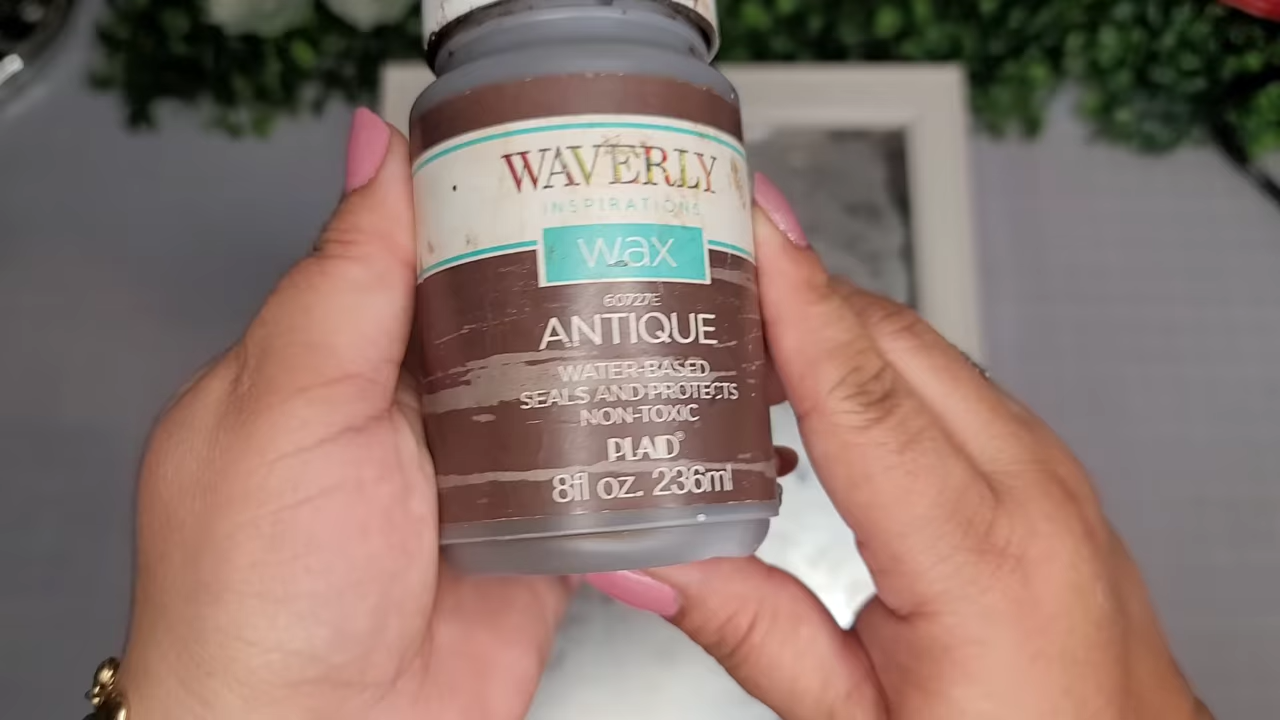 WAVERLY
INSPIRATIONS
wax
60727E
ANTIQUE
WATER-BASED
SEALS AND PROTECTS
NON-TOXIC
PLAID®
8fl oz. 236ml